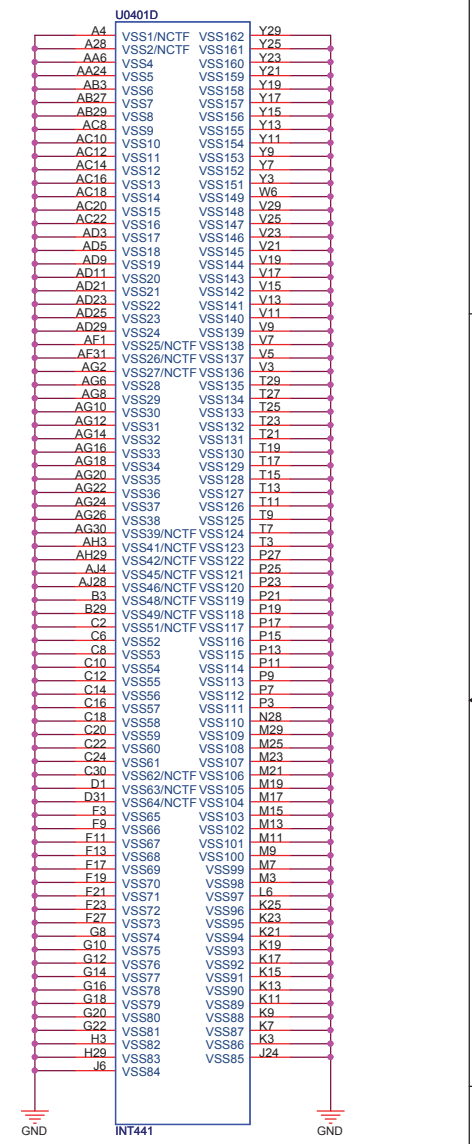 U0401D
A4 VSS1/NCTF VSS162 Y29
A28 VSS2/NCTF VSS161 Y25
AA6 VSS4 VSS160 Y23
AA24 VSS5 VSS159 Y21
AB3 VSS6 VSS158 Y19
AB27 VSS7 VSS157 Y17
AB29 VSS8 VSS156 Y15
AC8 VSS9 VSS155 Y13
AC10 VSS10 VSS154 Y11
AC12 VSS11 VSS153 Y9
AC14 VSS12 VSS152 Y7
AC16 VSS13 VSS151 Y3
AC18 VSS14 VSS149 W6
AC20 VSS15 VSS148 V29
AC22 VSS16 VSS147 V25
AD3 VSS17 VSS146 V23
AD5 VSS18 VSS145 V21
AD9 VSS19 VSS144 V19
AD11 VSS20 VSS143 V17
AD21 VSS21 VSS142 V15
AD23 VSS22 VSS141 V13
AD25 VSS23 VSS140 V11
AD29 VSS24 VSS139 V9
AF1 VSS25/NCTF VSS138 V7
AF31 VSS26/NCTF VSS137 V5
AG2 VSS27/NCTF VSS136 V3
AG6 VSS28 VSS135 T29
AG8 VSS29 VSS134 T27
AG10 VSS30 VSS133 T25
AG12 VSS31 VSS132 T23
AG14 VSS32 VSS131 T21
AG16 VSS33 VSS130 T19
AG18 VSS34 VSS129 T17
AG20 VSS35 VSS128 T15
AG22 VSS36 VSS127 T13
AG24 VSS37 VSS126 T11
AG26 VSS38 VSS125 T9
AG30 VSS39/NCTF VSS124 T7
AH3 VSS41/NCTF VSS123 T3
AH29 VSS42/NCTF VSS122 P27
AJ4 VSS45/NCTF VSS121 P25
AJ28 VSS46/NCTF VSS120 P23
B3 VSS48/NCTF VSS119 P21
B29 VSS49/NCTF VSS118 P19
C2 VSS51/NCTF VSS117 P17
C6 VSS52 VSS116 P15
C8 VSS53 VSS115 P13
C10 VSS54 VSS114 P11
C12 VSS55 VSS113 P9
C14 VSS56 VSS112 P7
C16 VSS57 VSS111 P3
C18 VSS58 VSS110 N28
C20 VSS59 VSS109 M29
C22 VSS60 VSS108 M25
C24 VSS61 VSS107 M23
C30 VSS62/NCTF VSS106 M21
D1 VSS63/NCTF VSS105 M19
D31 VSS64/NCTF VSS104 M17
F3 VSS65 VSS103 M15
F9 VSS66 VSS102 M13
F11 VSS67 VSS101 M11
F13 VSS68 VSS100 M9
F17 VSS69 VSS99 M7
F19 VSS70 VSS98 M3
F21 VSS71 VSS97 L6
F23 VSS72 VSS96 K25
F27 VSS73 VSS95 K23
G8 VSS74 VSS94 K21
G10 VSS75 VSS93 K19
G12 VSS76 VSS92 K17
G14 VSS77 VSS91 K15
G16 VSS78 VSS90 K13
G18 VSS79 VSS89 K11
G20 VSS80 VSS88 K9
G22 VSS81 VSS87 K7
H3 VSS82 VSS86 K3
H29 VSS83 VSS85 J24
J6 VSS84
GND INT441 GND